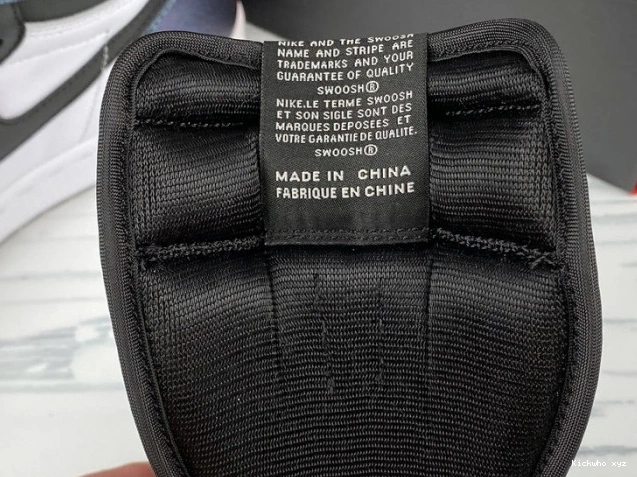 NIKE AND THE SWOOSH
NAME AND STRIPE ARE
TRADEMARKS AND YOUR
GUARANTEE OF QUALITY
SWOOSH®
NIKE.LE TERME SWOOSH
ET SON SIGLE SONT DES
MARQUES DEPOSEES ET
VOTRE GARANTIE DE QUALITE.
SWOOSH®
MADE IN CHINA
FABRIQUE EN CHINE
Kichwho xyz